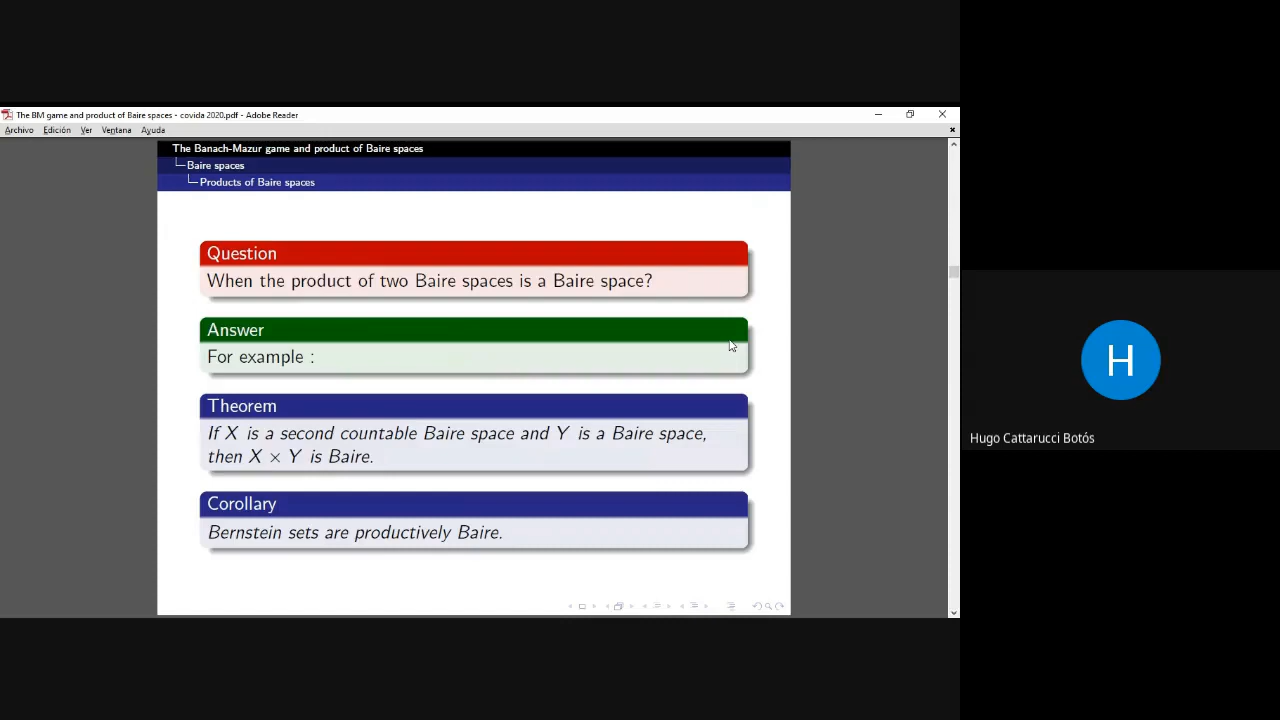 The BM game and product of Baire spaces - covida 2020.pdf - Adobe Reader
Archivo Edición Ver Ventana Ayuda
The Banach-Mazur game and product of Baire spaces
Baire spaces
Products of Baire spaces
Question
When the product of two Baire spaces is a Baire space?
Answer
For example :
Theorem
If X is a second countable Baire space and Y is a Baire space,
then X × Y is Baire.
Corollary
Bernstein sets are productively Baire.
H
Hugo Cattarucci Botós